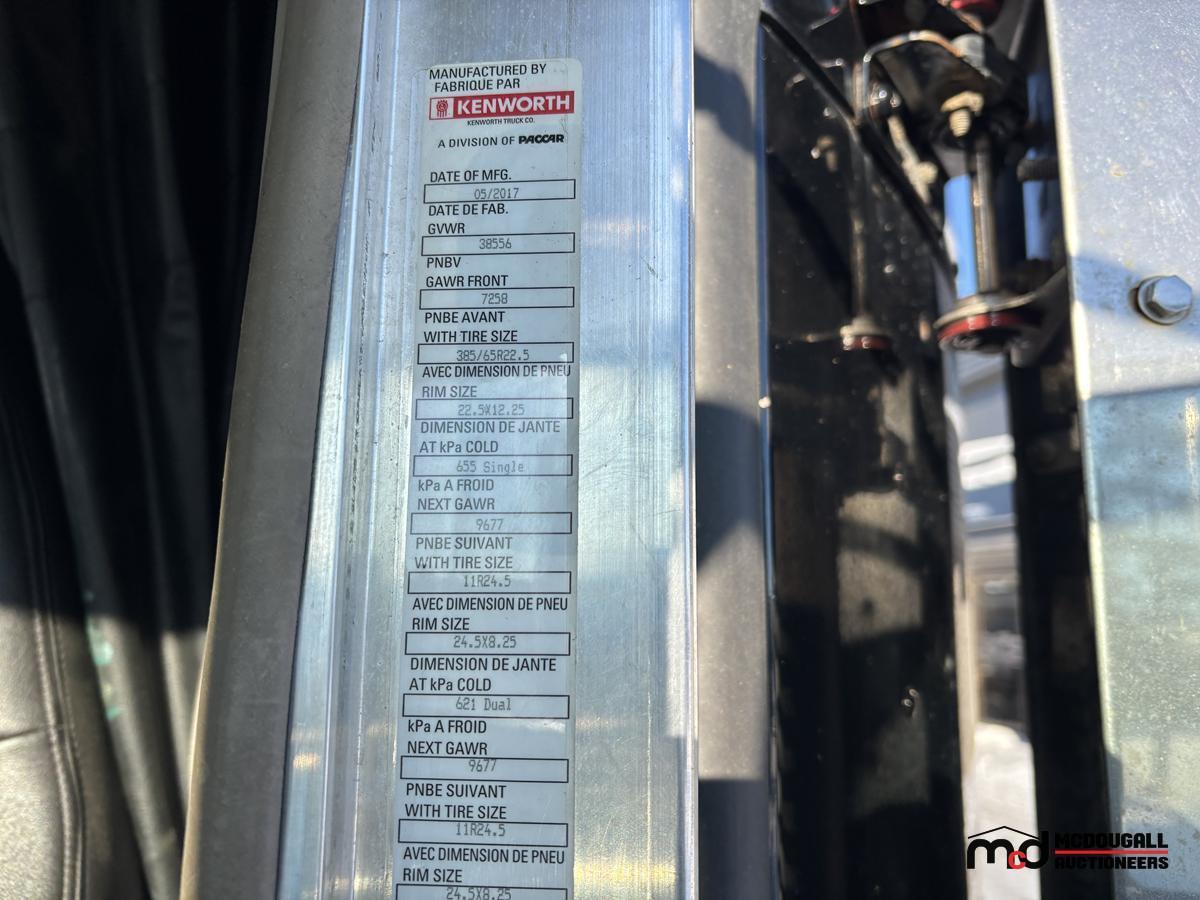 MANUFACTURED BY
FABRIQUE PAR
KENWORTH
KENWORTH TRUCK CO.
A DIVISION OF PACCAR
DATE OF MFG.
05/2017
DATE DE FAB.
GVWR
38556
PNBV
GAWR FRONT
7258
PNBE AVANT
WITH TIRE SIZE
385/65R22.5
AVEC DIMENSION DE PNEU
RIM SIZE
22.5X12.25
DIMENSION DE JANTE
AT kPa COLD
655 Single
kPa A FROID
NEXT GAWR
9677
PNBE SUIVANT
WITH TIRE SIZE
11R24.5
AVEC DIMENSION DE PNEU
RIM SIZE
24.5X8.25
DIMENSION DE JANTE
AT kPa COLD
621 Dual
kPa A FROID
NEXT GAWR
9677
PNBE SUIVANT
WITH TIRE SIZE
11R24.5
AVEC DIMENSION DE PNEU
RIM SIZE
24.5X8.25
mcd MCDOUGALL
AUCTIONEERS